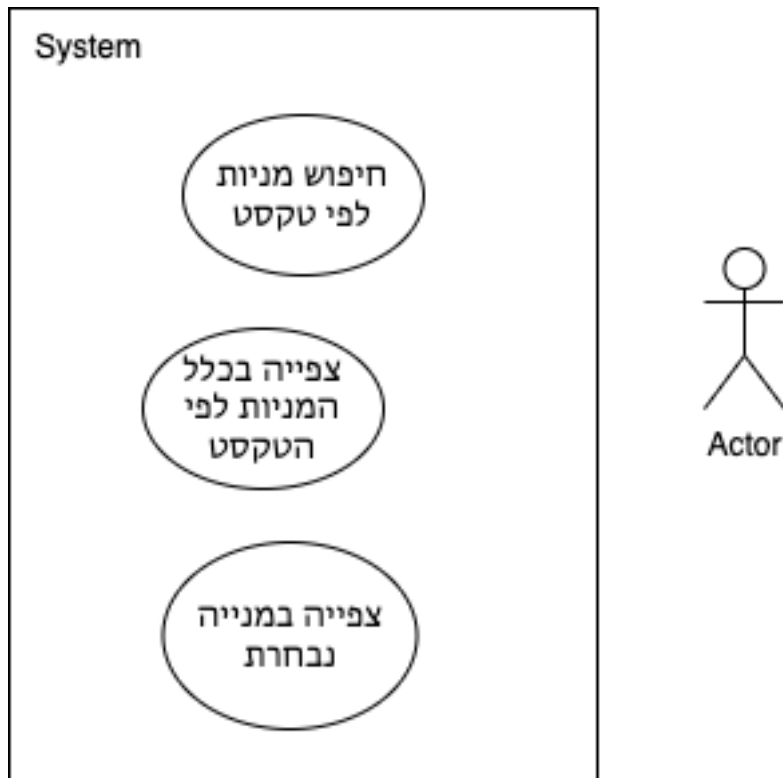 System
חיפוש מניות
לפי טקסט
צפייה בכלל
המניות לפי
הטקסט
Actor
צפייה במנייה
נבחרת